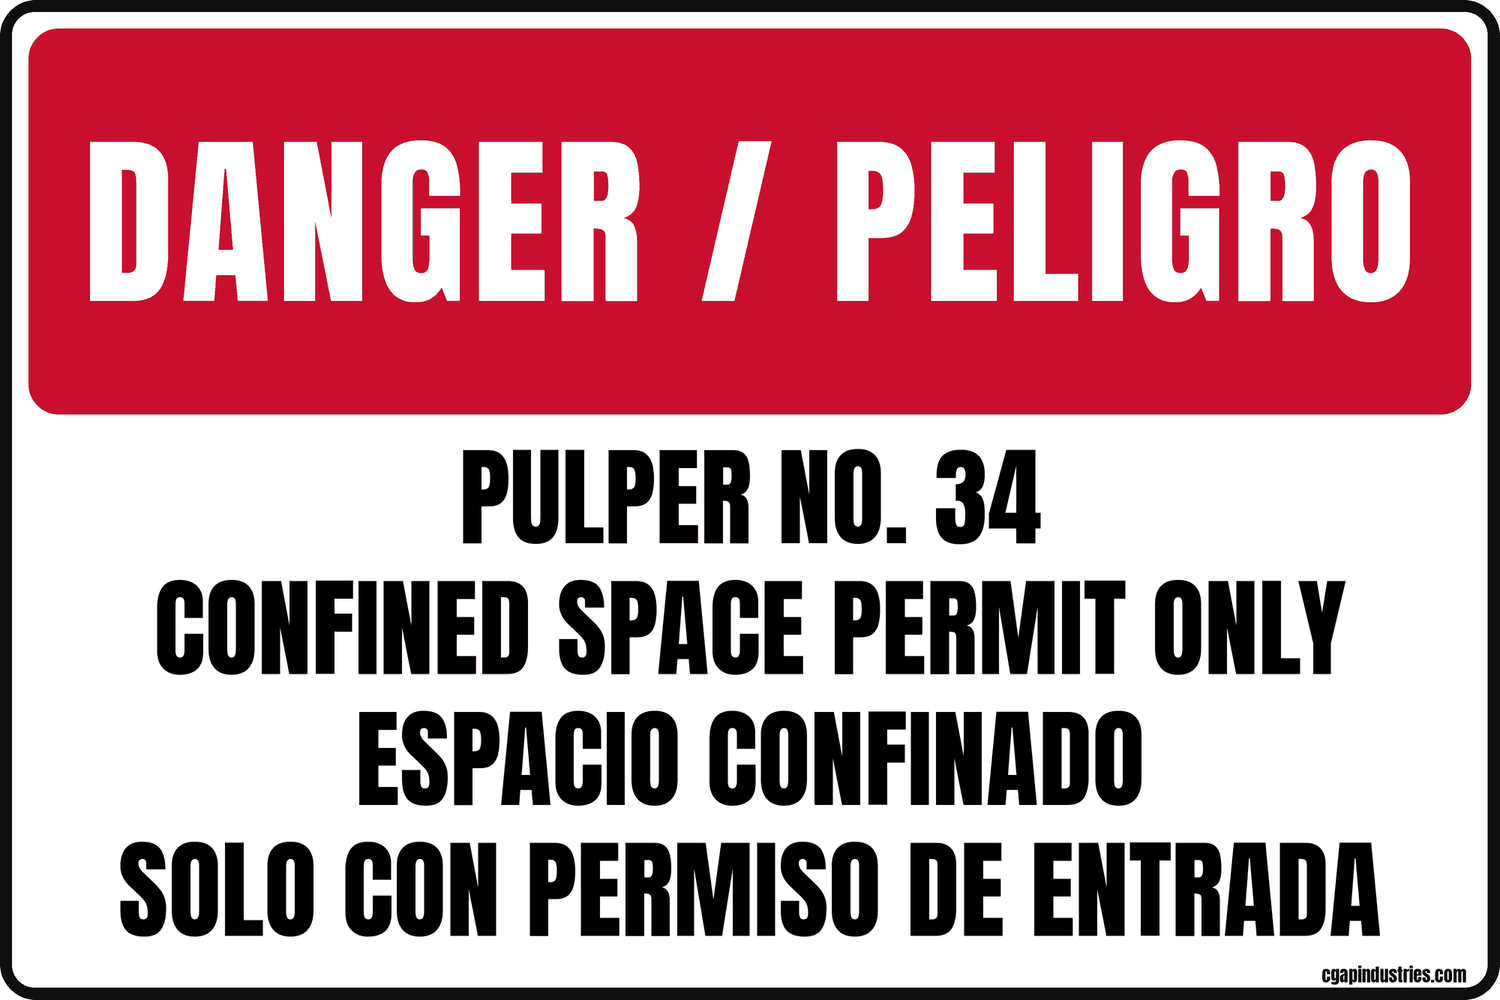 DANGER / PELIGRO
PULPER NO. 34
CONFINED SPACE PERMIT ONLY
ESPACIO CONFINADO
SOLO CON PERMISO DE ENTRADA
cgapindustries.com